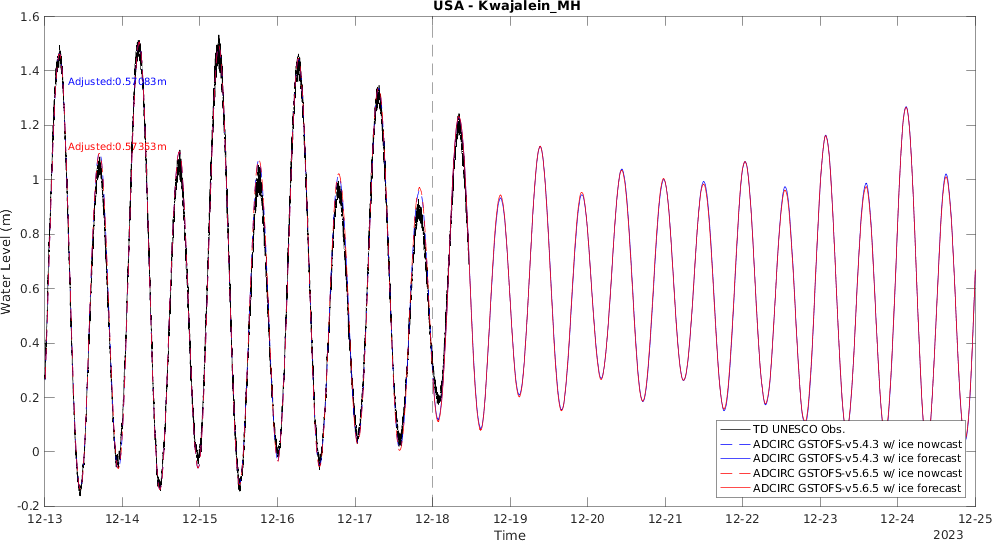 USA - Kwajalein_MH
1.6
1.4
1.2
1
0.8
0.6
0.4
0.2
0
-0.2
Water Level (m)
Adjusted:0.57083m
Adjusted:0.57353m
TD UNESCO Obs.
ADCIRC GSTOFS-v5.4.3 w/ ice nowcast
ADCIRC GSTOFS-v5.4.3 w/ ice forecast
ADCIRC GSTOFS-v5.6.5 w/ ice nowcast
ADCIRC GSTOFS-v5.6.5 w/ ice forecast
12-13 12-14 12-15 12-16 12-17 12-18 12-19 12-20 12-21 12-22 12-23 12-24 12-25
Time
2023